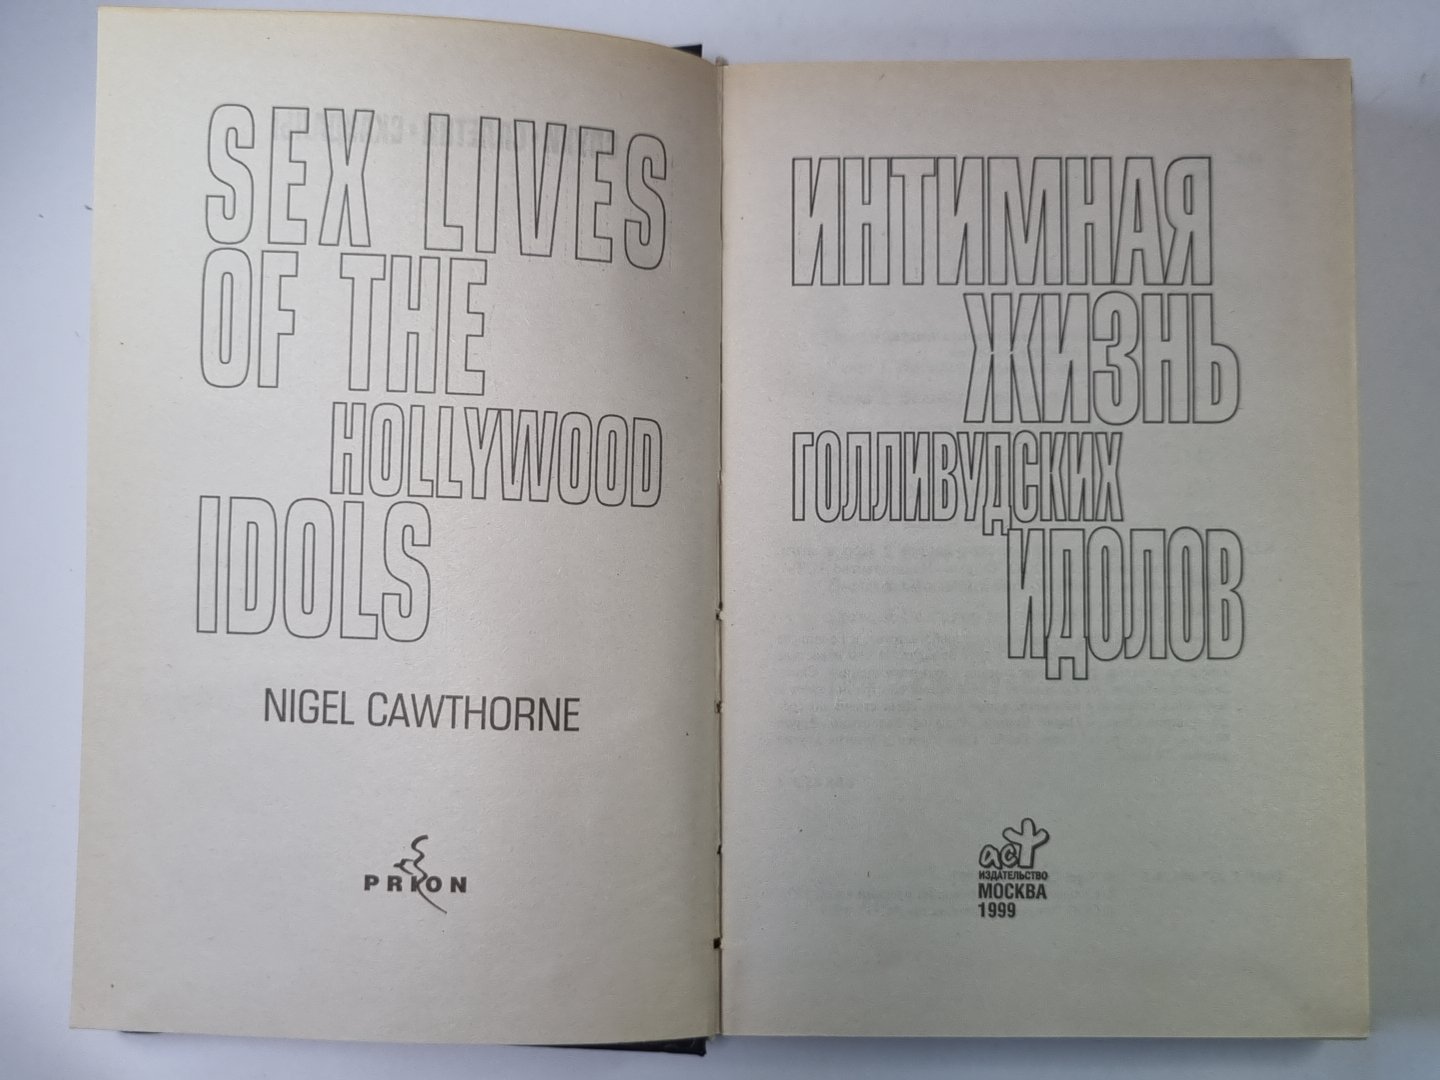 SEX LIVES
OF THE
HOLLYWOOD
IDOLS
NIGEL CAWTHORNE
PRION
ИНТИМНАЯ
ЖИЗНЬ
ГОЛЛИВУДСКИХ
ИДОЛОВ
аст
ИЗДАТЕЛЬСТВО
МОСКВА
1999